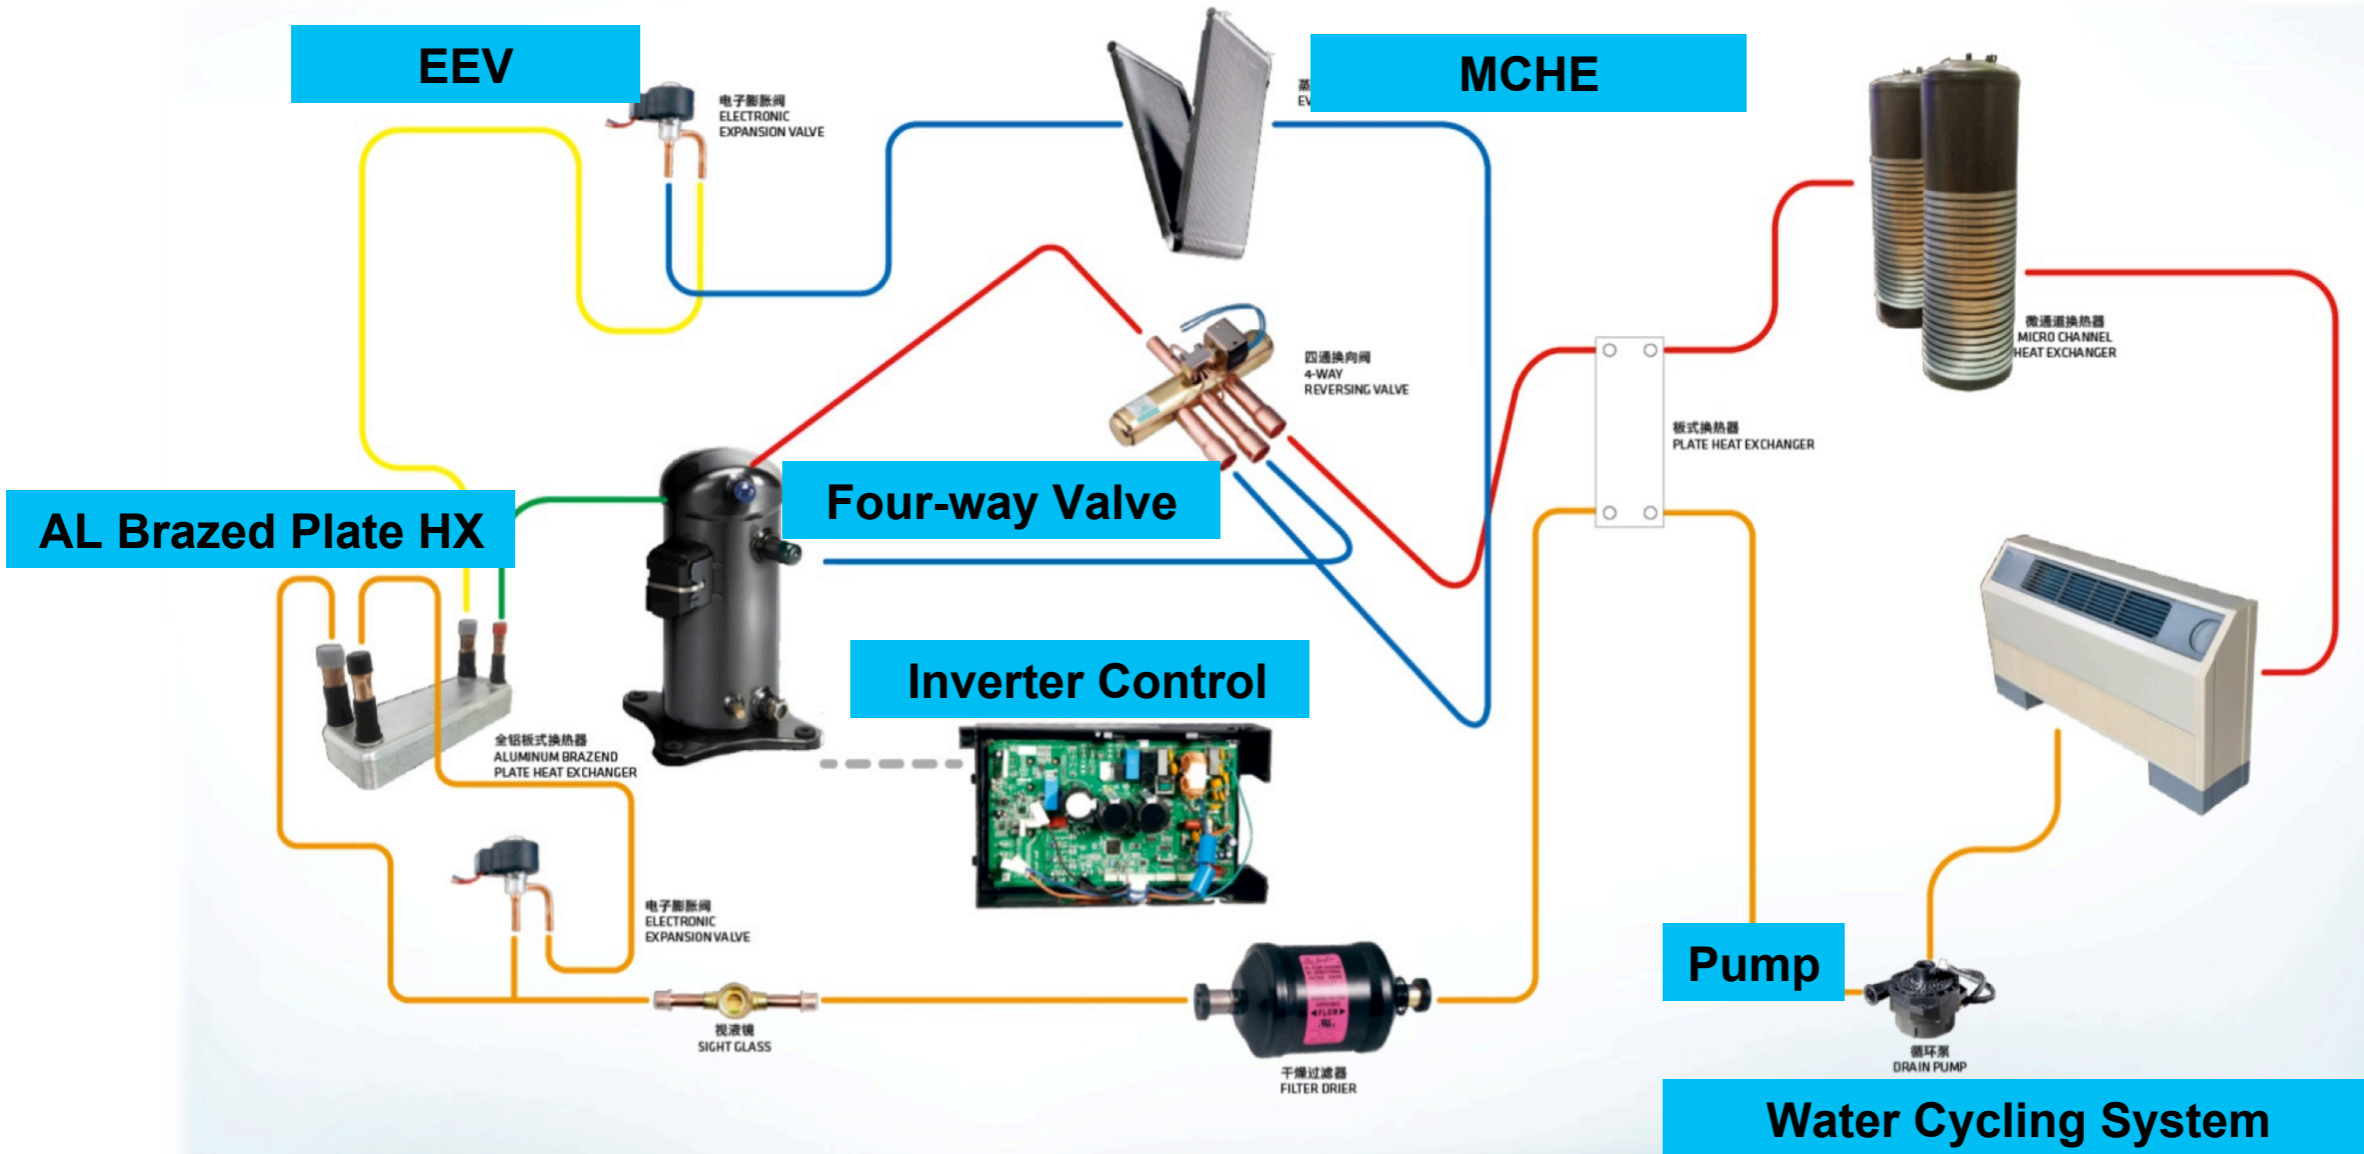 EEV
MCHE
电子膨胀阀
ELECTRONIC
EXPANSION VALVE
蒸
EV
微通道换热器
MICRO CHANNEL
HEAT EXCHANGER
四通换向阀
4-WAY
REVERSING VALVE
板式换热器
PLATE HEAT EXCHANGER
AL Brazed Plate HX
Four-way Valve
Inverter Control
全铝板式换热器
ALUMINUM BRAZEND
PLATE HEAT EXCHANGER
电子膨胀阀
ELECTRONIC
EXPANSION VALVE
Pump
FLOW
视液镜
SIGHT GLASS
循环泵
DRAIN PUMP
干燥过滤器
FILTER DRIER
Water Cycling System